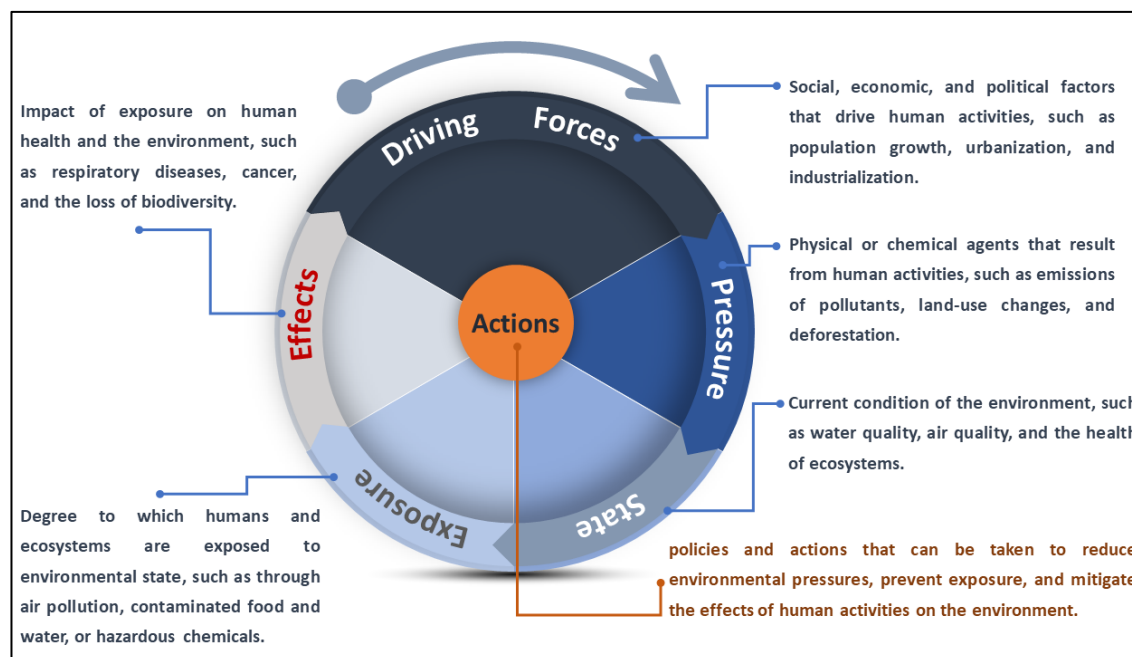 Impact of exposure on human
health and the environment, such
as respiratory diseases, cancer,
and the loss of biodiversity.
Driving Forces
Social, economic, and political factors
that drive human activities, such as
population growth, urbanization, and
industrialization.
Physical or chemical agents that result
from human activities, such as emissions
of pollutants, land-use changes, and
deforestation.
Pressure
Effects
Actions
Current condition of the environment, such
as water quality, air quality, and the health
of ecosystems.
State
Exposure
Degree to which humans and
ecosystems are exposed to
environmental state, such as through
air pollution, contaminated food and
water, or hazardous chemicals.
policies and actions that can be taken to reduce
environmental pressures, prevent exposure, and mitigate
the effects of human activities on the environment.